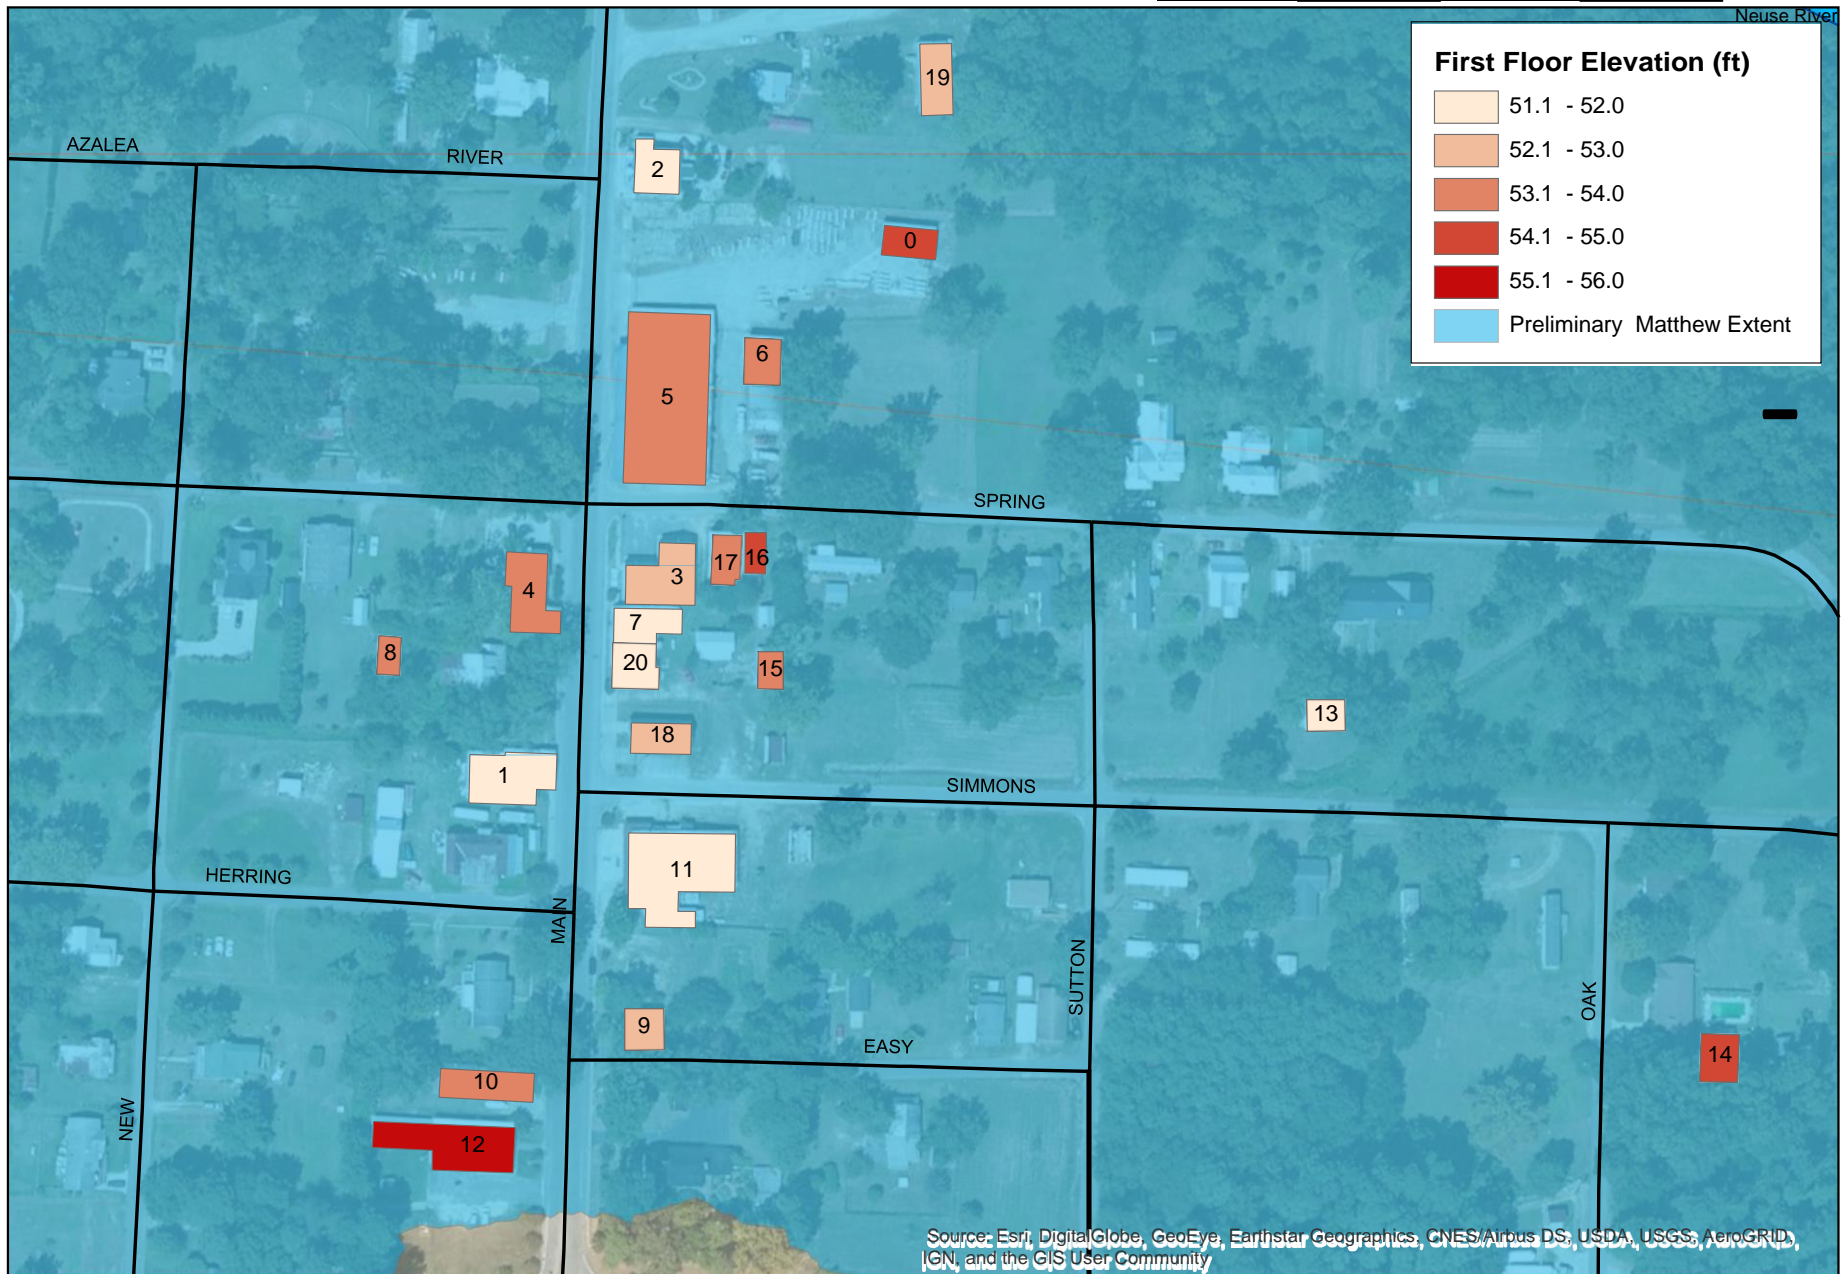 Neuse River
First Floor Elevation (ft)
51.1 - 52.0
52.1 - 53.0
53.1 - 54.0
54.1 - 55.0
55.1 - 56.0
Preliminary Matthew Extent
19
AZALEA
RIVER
2
0
6
5
SPRING
17
16
3
4
7
8
20
15
13
18
1
SIMMONS
11
HERRING
MAIN
SUTTON
OAK
9
EASY
14
10
NEW
12
Source: Esri, DigitalGlobe, GeoEye, Earthstar Geographics, CNES/Airbus DS, USDA, USGS, AeroGRID,
IGN, and the GIS User Community